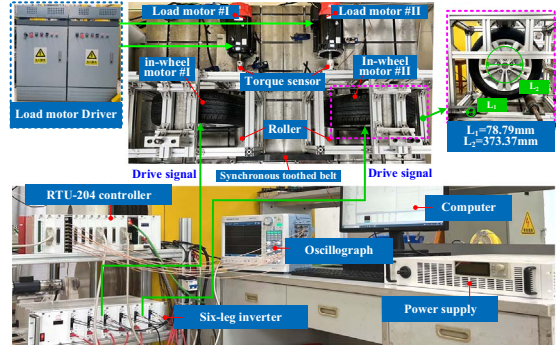 Load motor #I
Load motor #II
in-wheel
motor #I
In-wheel
motor #II
Torque sensor
Load motor Driver
Roller
L₂
L₁
L₁=78.79mm
L₂=373.37mm
Drive signal
Synchronous toothed belt
Drive signal
RTU-204 controller
Computer
Oscillograph
Six-leg inverter
Power supply